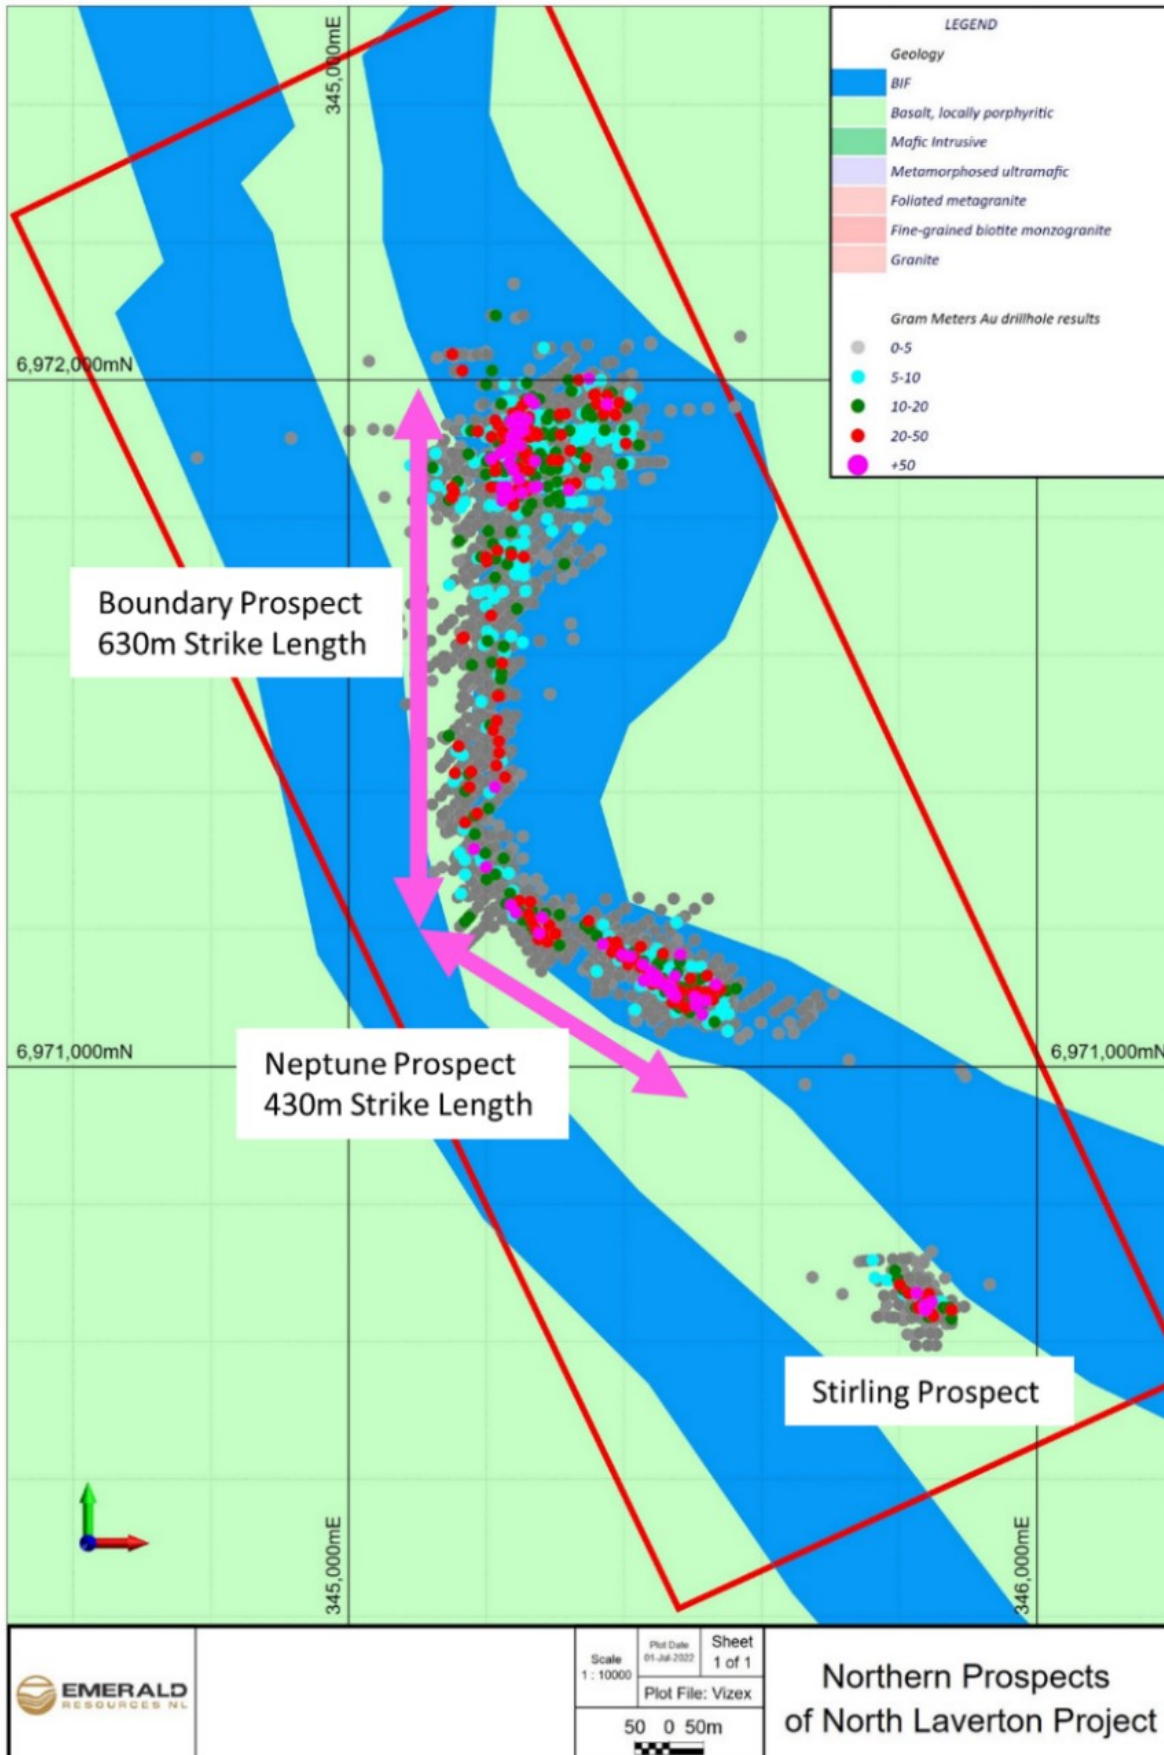 345,000mE
LEGEND
Geology
BIF
Basalt, locally porphyritic
Mafic Intrusive
Metamorphosed ultramafic
Foliated metagranite
Fine-grained biotite monzogranite
Granite
Gram Meters Au drillhole results
0-5
5-10
10-20
20-50
+50
6,972,000mN
Boundary Prospect
630m Strike Length
6,971,000mN
6,971,000mN
Neptune Prospect
430m Strike Length
Stirling Prospect
345,000mE
346,000mE
EMERALD
RESOURCES NL
Scale
1 : 10000
Plot Date
01-Jul-2022
Sheet
1 of 1
Plot File: Vizex
50 0 50m
Northern Prospects
of North Laverton Project